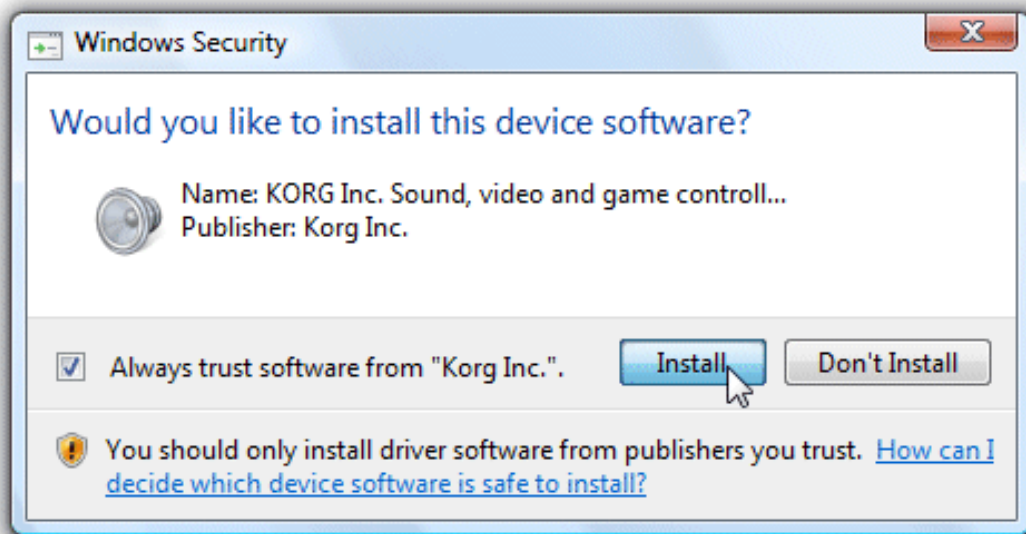 Windows Security
Would you like to install this device software?
Name: KORG Inc. Sound, video and game controll...
Publisher: Korg Inc.
Always trust software from "Korg Inc.".
Install
Don't Install
You should only install driver software from publishers you trust. How can I
decide which device software is safe to install?